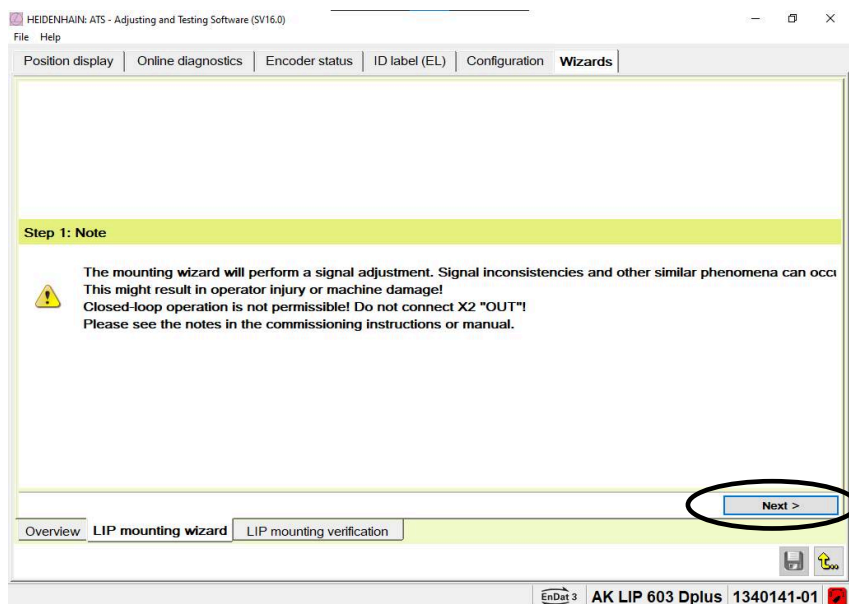 HEIDENHAIN: ATS - Adjusting and Testing Software (SV16.0)
File Help
Position display Online diagnostics Encoder status ID label (EL) Configuration Wizards
Step 1: Note
The mounting wizard will perform a signal adjustment. Signal inconsistencies and other similar phenomena can occu
This might result in operator injury or machine damage!
Closed-loop operation is not permissible! Do not connect X2 "OUT"!
Please see the notes in the commissioning instructions or manual.
Next >
Overview LIP mounting wizard LIP mounting verification
EnDat 3 AK LIP 603 Dplus 1340141-01